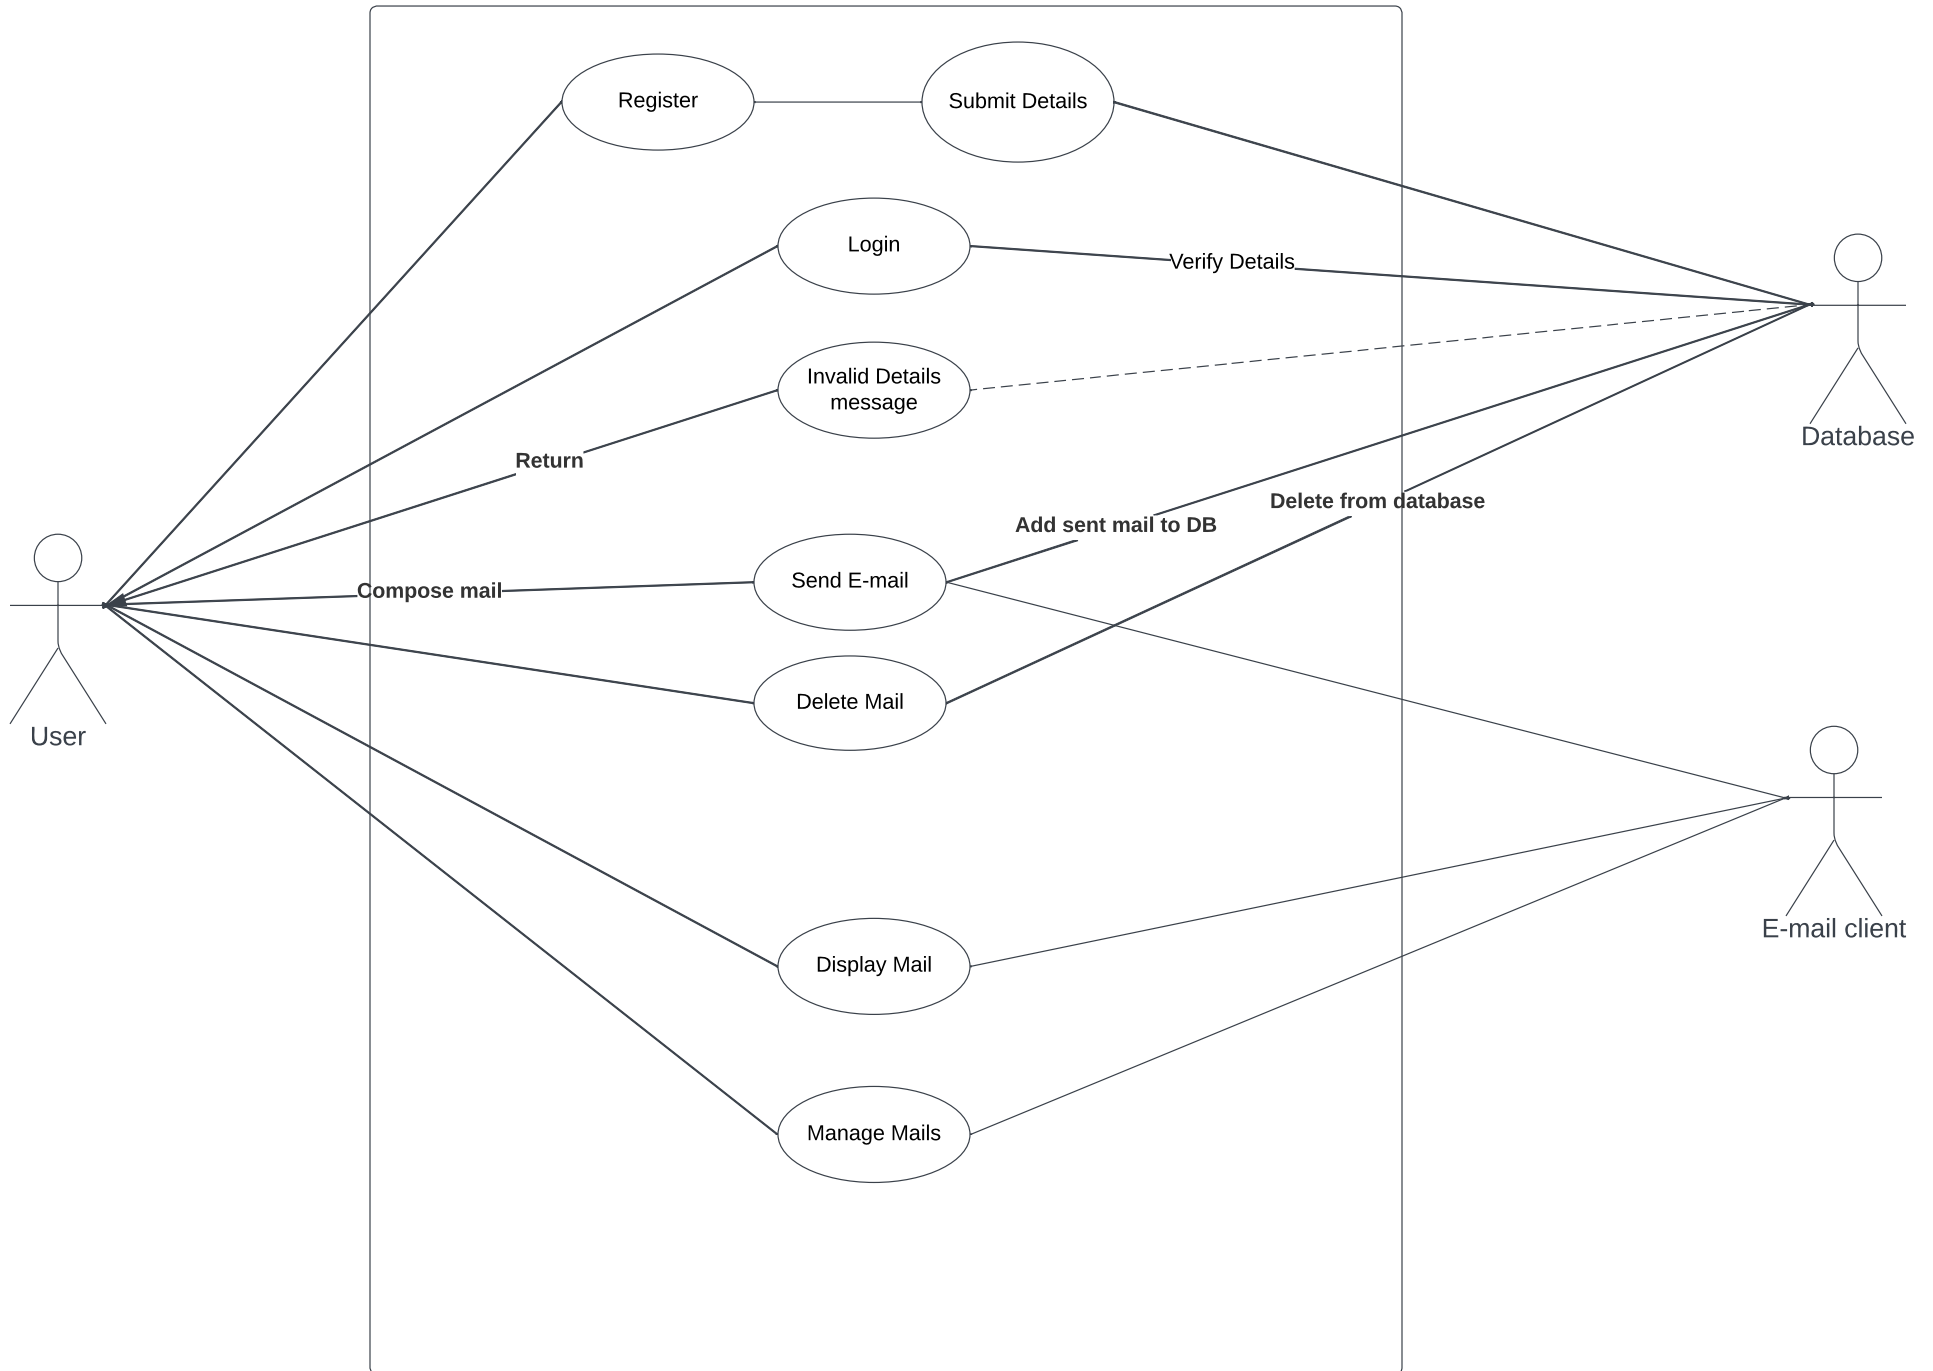 Register
Submit Details
Login
Verify Details
Invalid Details
message
Return
Database
Delete from database
Add sent mail to DB
Compose mail
Send E-mail
Delete Mail
User
E-mail client
Display Mail
Manage Mails